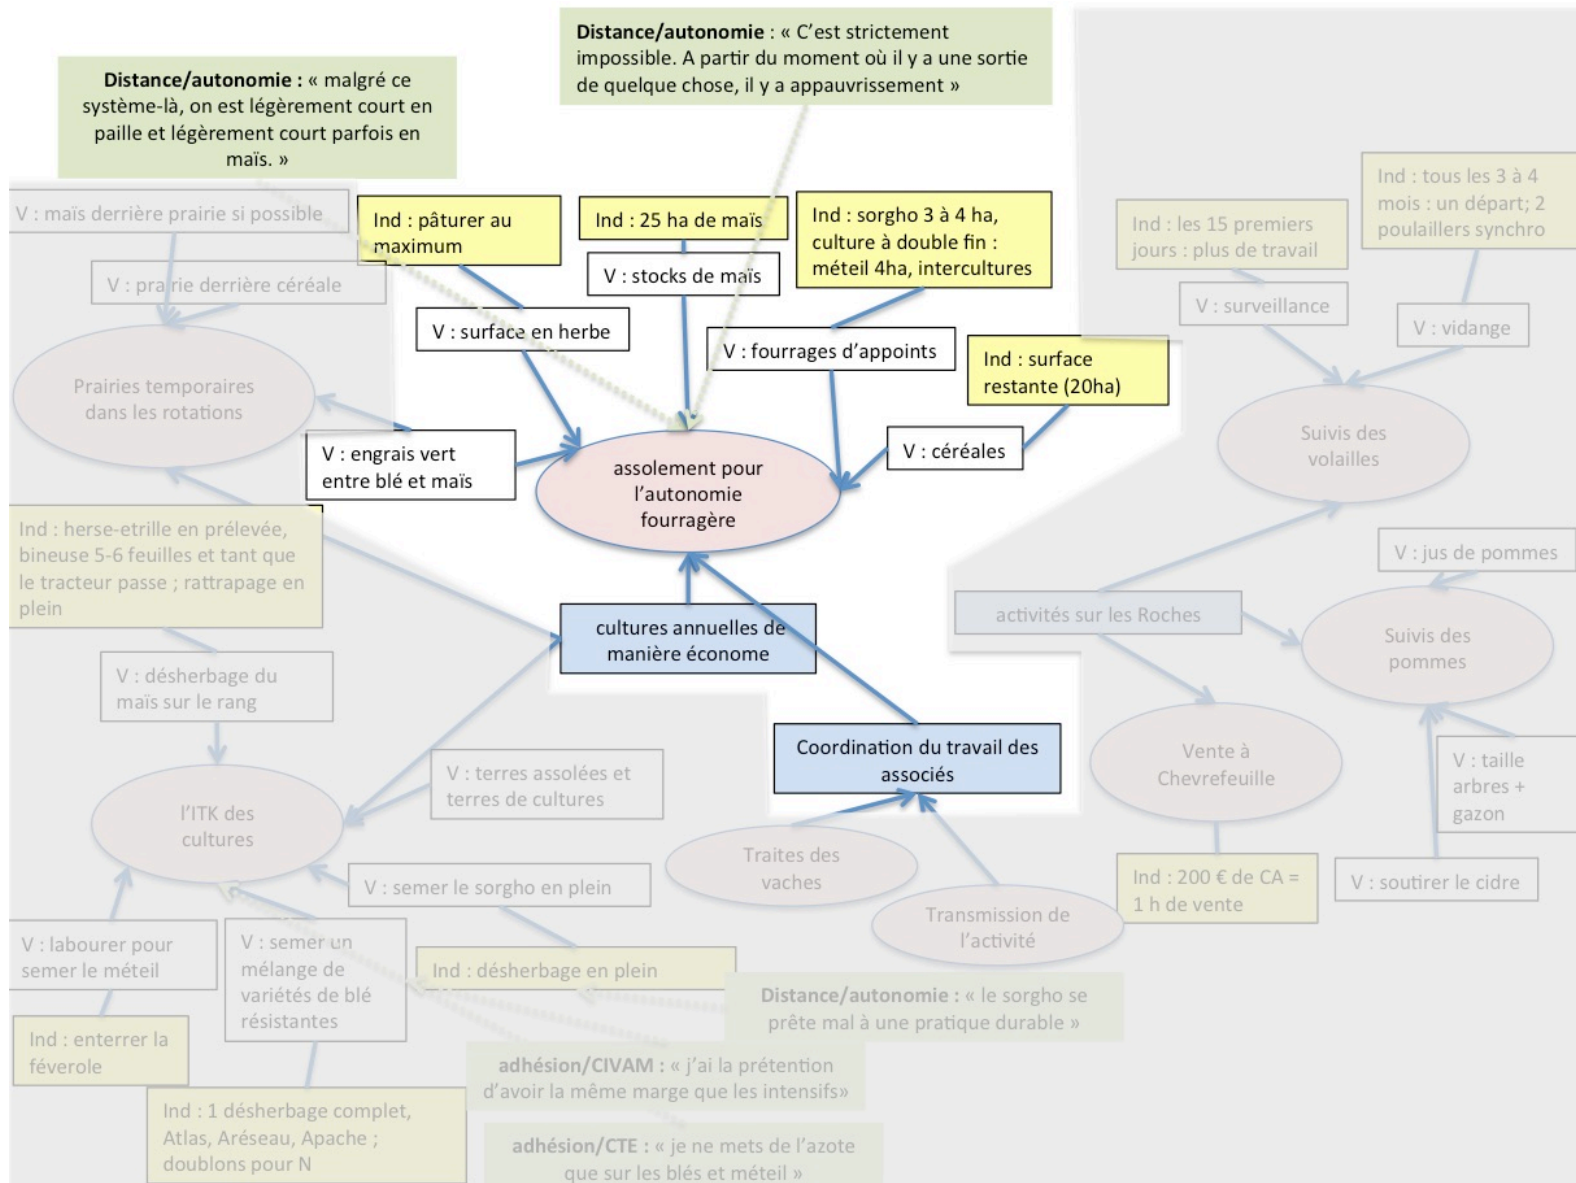 Distance/autonomie : « C'est strictement
impossible. A partir du moment où il y a une sortie
de quelque chose, il y a appauvrissement »
Distance/autonomie : « malgré ce
système-là, on est légèrement court en
paille et légèrement court parfois en
maïs. »
V : maïs derrière prairie si possible
V : prairie derrière céréale
Prairies temporaires
dans les rotations
Ind : pâturer au
maximum
V : surface en herbe
Ind : 25 ha de maïs
V : stocks de maïs
Ind : sorgho 3 à 4 ha,
culture à double fin :
méteil 4ha, intercultures
V : fourrages d'appoints
Ind : surface
restante (20ha)
V : céréales
V : engrais vert
entre blé et maïs
assolement pour
l'autonomie
fourragère
Ind : les 15 premiers
jours : plus de travail
V : surveillance
Ind : tous les 3 à 4
mois : un départ; 2
poulaillers synchro
V : vidange
Suivis des
volailles
Ind : herse-etrille en prélevée,
bineuse 5-6 feuilles et tant que
le tracteur passe ; rattrapage en
plein
V : désherbage du
maïs sur le rang
cultures annuelles de
manière économe
activités sur les Roches
V : jus de pommes
Suivis des
pommes
Coordination du travail des
associés
V : terres assolées et
terres de cultures
l'ITK des
cultures
Vente à
Chevrefeuille
V : taille
arbres +
gazon
Traites des
vaches
Transmission de
l'activité
Ind : 200 € de CA =
1 h de vente
V : soutirer le cidre
V : semer le sorgho en plein
V : labourer pour
semer le méteil
V : semer un
mélange de
variétés de blé
résistantes
Ind : désherbage en plein
Distance/autonomie : « le sorgho se
prête mal à une pratique durable »
Ind : enterrer la
féverole
adhésion/CIVAM : « j'ai la prétention
d'avoir la même marge que les intensifs»
Ind : 1 désherbage complet,
Atlas, Aréseau, Apache ;
doublons pour N
adhésion/CTE : « je ne mets de l'azote
que sur les blés et méteil »